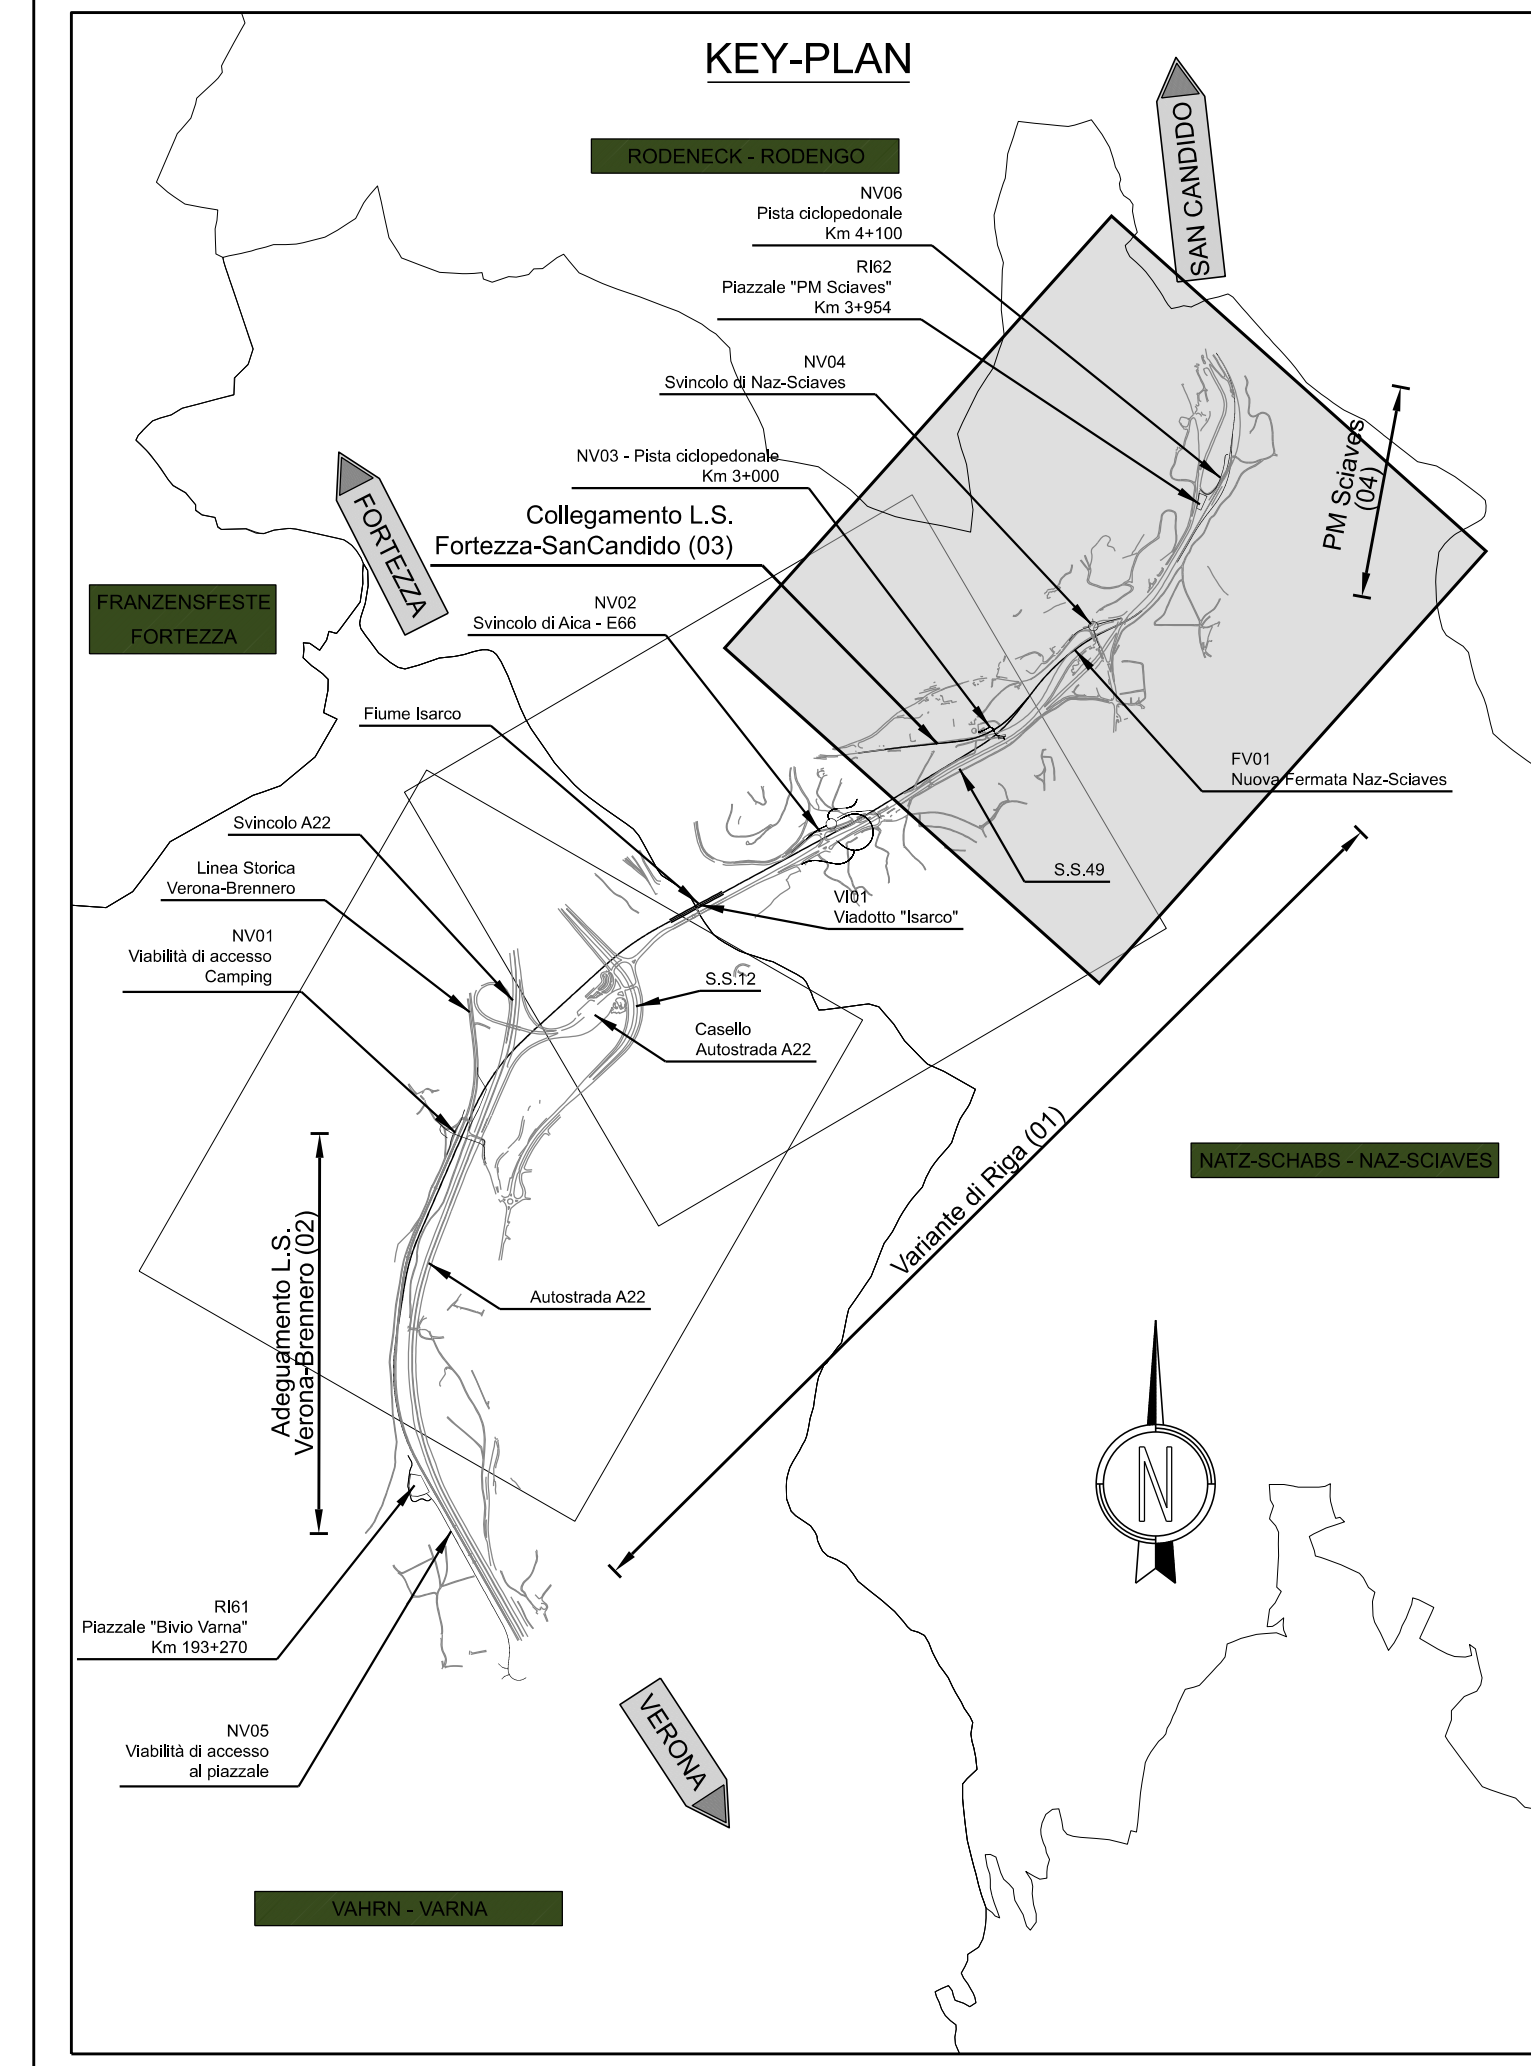 KEY-PLAN
RODENECK - RODENGO
SAN CANDIDO
NV06
Pista ciclopedonale
Km 4+100
RI62
Piazzale "PM Sciaves"
Km 3+954
NV04
Svincolo di Naz-Sciaves
NV03 - Pista ciclopedonale
Km 3+000
Collegamento L.S.
Fortezza-SanCandido (03)
PM Sciaves
(04)
FORTEZZA
FRANZENSFESTE
FORTEZZA
NV02
Svincolo di Aica - E66
Fiume Isarco
FV01
Nuova Fermata Naz-Sciaves
Svincolo A22
Linea Storica
Verona-Brennero
S.S.49
VI01
Viadotto "Isarco"
NV01
Viabilità di accesso
Camping
S.S.12
Casello
Autostrada A22
Variante di Riga (01)
NATZ-SCHABS - NAZ-SCIAVES
Adeguamento L.S.
Verona-Brennero (02)
Autostrada A22
N
RI61
Piazzale "Bivio Varna"
Km 193+270
NV05
Viabilità di accesso
al piazzale
VERONA
VAHRN - VARNA